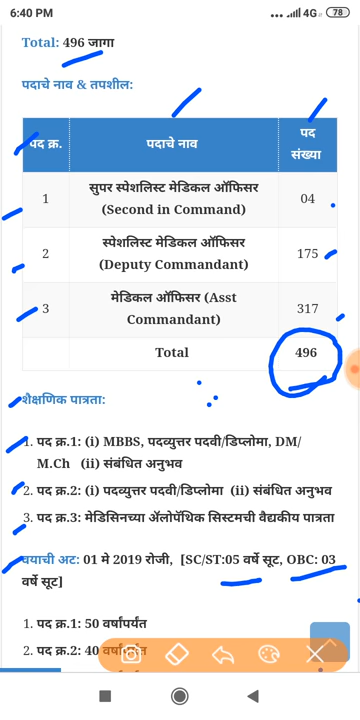 6:40 PM
4G
78
Total: 496 जागा
पदाचे नाव & तपशील:
पद क्र. पदाचे नाव पद संख्या
1 सुपर स्पेशलिस्ट मेडिकल ऑफिसर (Second in Command) 04
2 स्पेशलिस्ट मेडिकल ऑफिसर (Deputy Commandant) 175
3 मेडिकल ऑफिसर (Asst Commandant) 317
Total 496
शैक्षणिक पात्रता:
1. पद क्र.1: (i) MBBS, पदव्युत्तर पदवी/डिप्लोमा, DM/
M.Ch (ii) संबंधित अनुभव
2. पद क्र.2: (i) पदव्युत्तर पदवी/डिप्लोमा (ii) संबंधित अनुभव
3. पद क्र.3: मेडिसिनच्या अ‍ॅलोपॅथिक सिस्टमची वैद्यकीय पात्रता
वयाची अट: 01 मे 2019 रोजी, [SC/ST:05 वर्षे सूट, OBC: 03
वर्षे सूट]
1. पद क्र.1: 50 वर्षांपर्यंत
2. पद क्र.2: 40 वर्षांपर्यंत